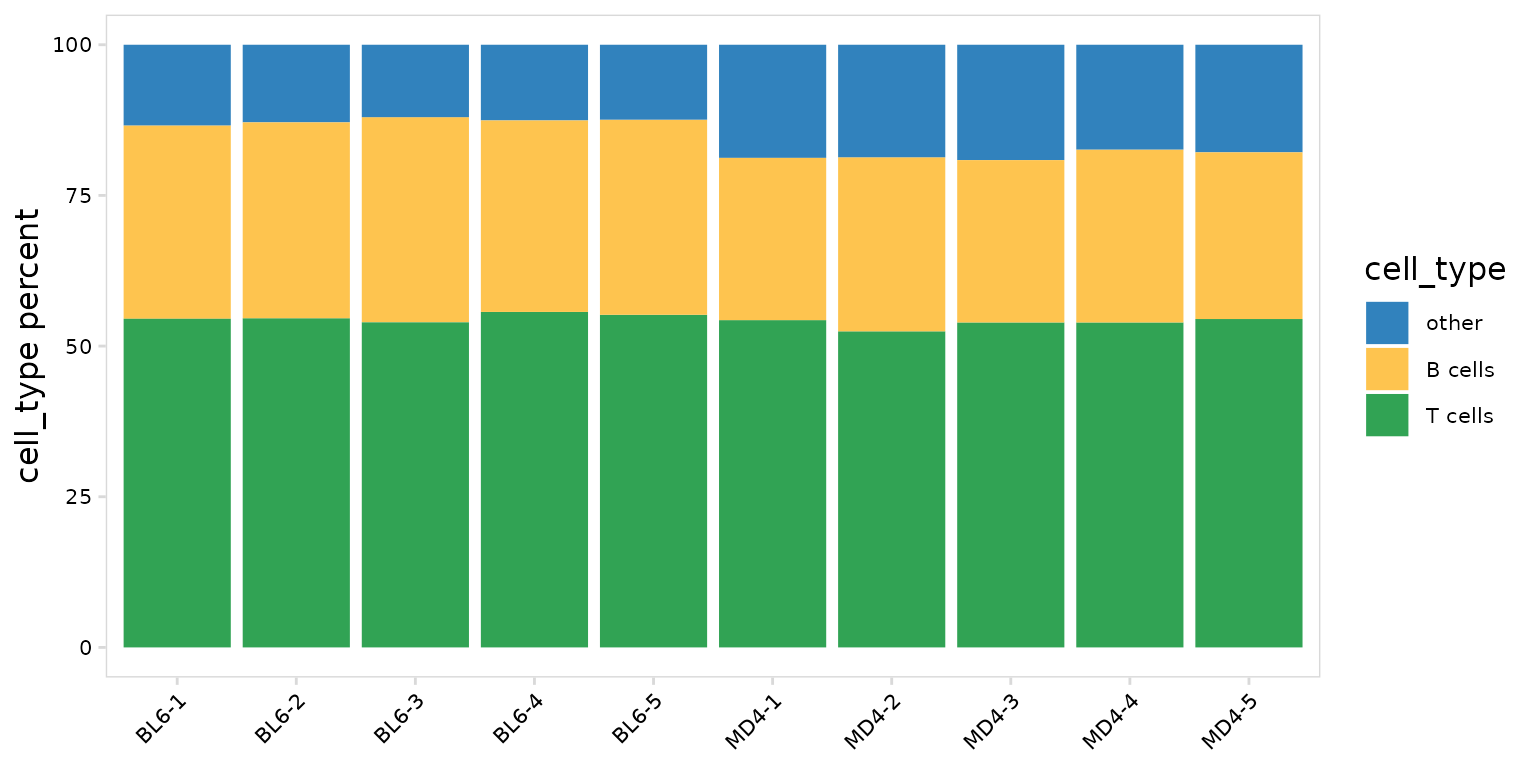 cell_type percent
100
75
50
25
0
BL6-1
BL6-2
BL6-3
BL6-4
BL6-5
MD4-1
MD4-2
MD4-3
MD4-4
MD4-5
cell_type
other
B cells
T cells